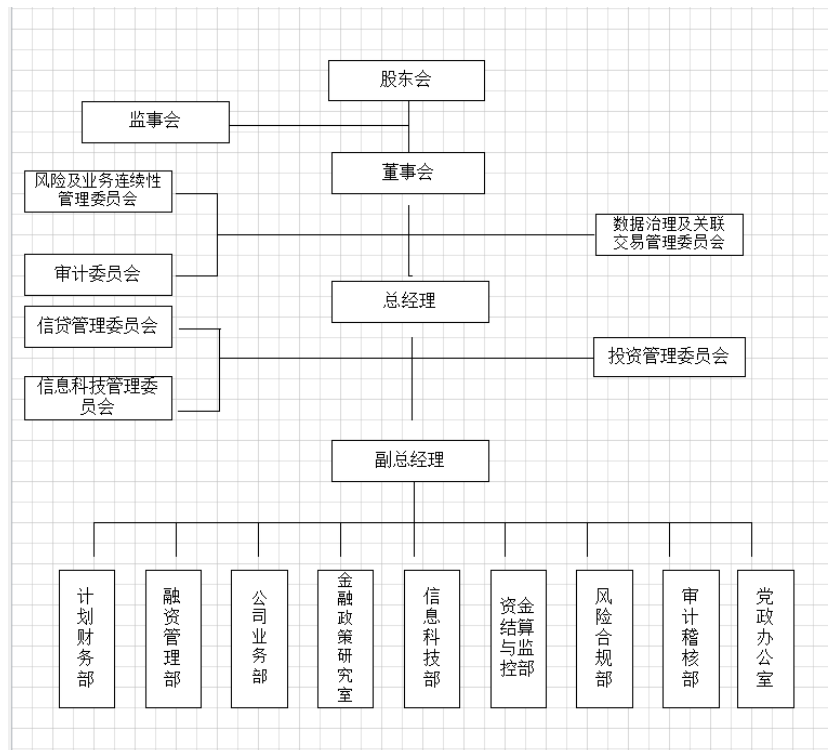 股东会
监事会
董事会
风险及业务连续性
管理委员会
数据治理及关联
交易管理委员会
审计委员会
总经理
信贷管理委员会
投资管理委员会
信息科技管理委
员会
副总经理
计划财务部
融资管理部
公司业务部
金融政策研究室
信息科技部
资金
结算
与监
控部
风险合规部
审计稽核部
党政办公室